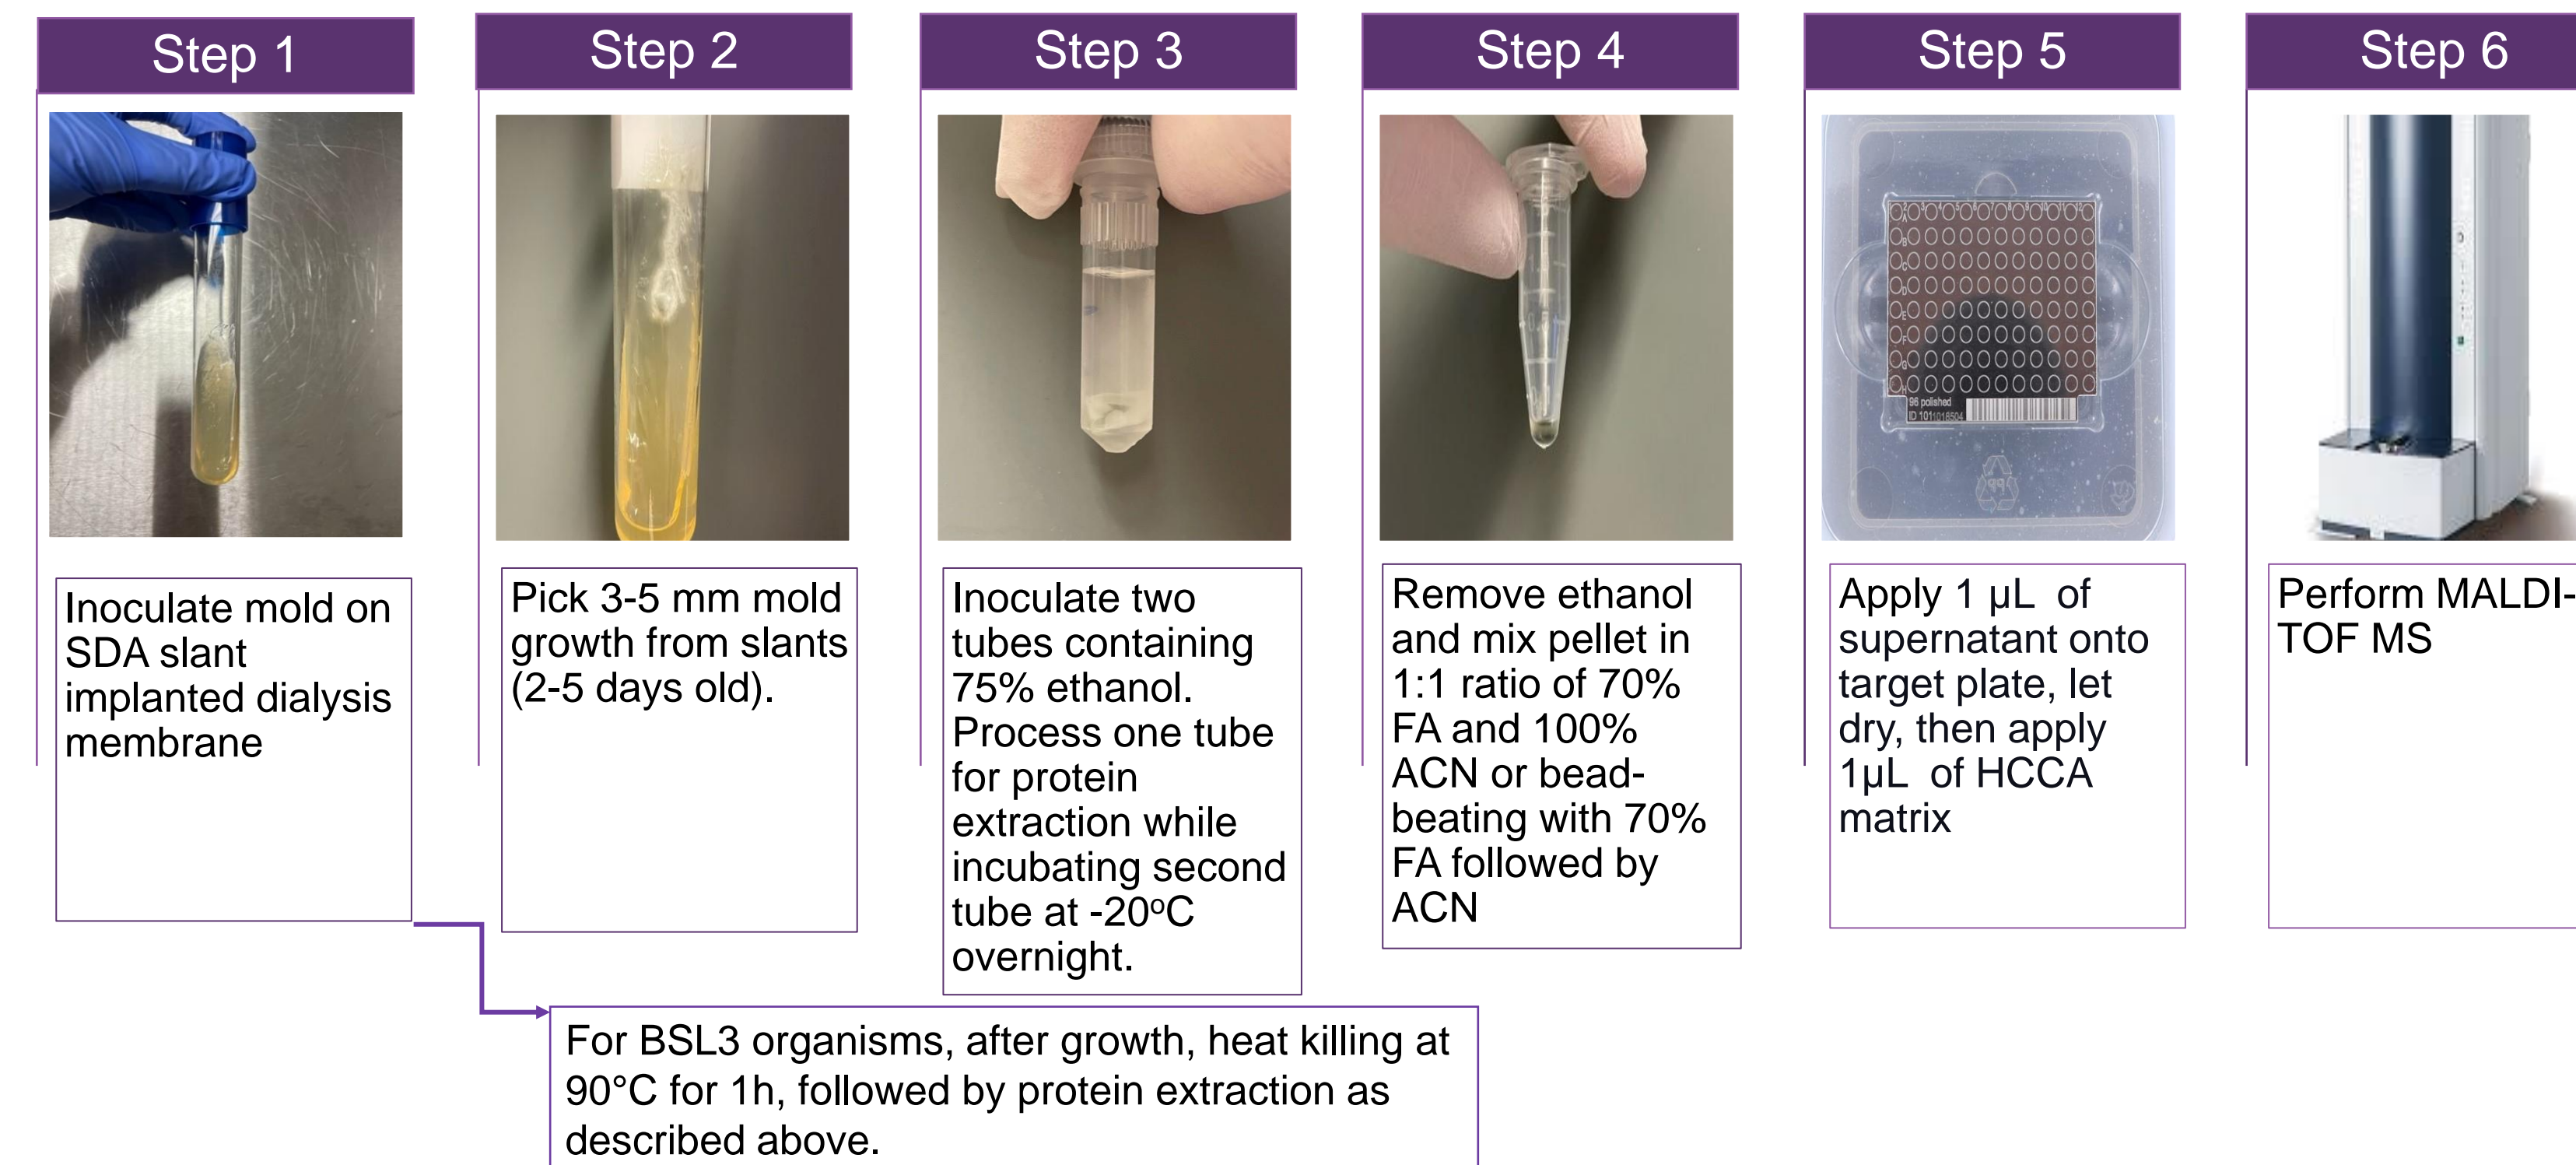 Step 1
Inoculate mold on
SDA slant
implanted dialysis
membrane
Step 2
Pick 3-5 mm mold
growth from slants
(2-5 days old).
Step 3
Inoculate two
tubes containing
75% ethanol.
Process one tube
for protein
extraction while
incubating second
tube at -20ºC
overnight.
Step 4
Remove ethanol
and mix pellet in
1:1 ratio of 70%
FA and 100%
ACN or bead-
beating with 70%
FA followed by
ACN
Step 5
96 polished
ID 1011018504
Apply 1 µL of
supernatant onto
target plate, let
dry, then apply
1µL of HCCA
matrix
Step 6
Perform MALDI-
TOF MS
For BSL3 organisms, after growth, heat killing at
90°C for 1h, followed by protein extraction as
described above.